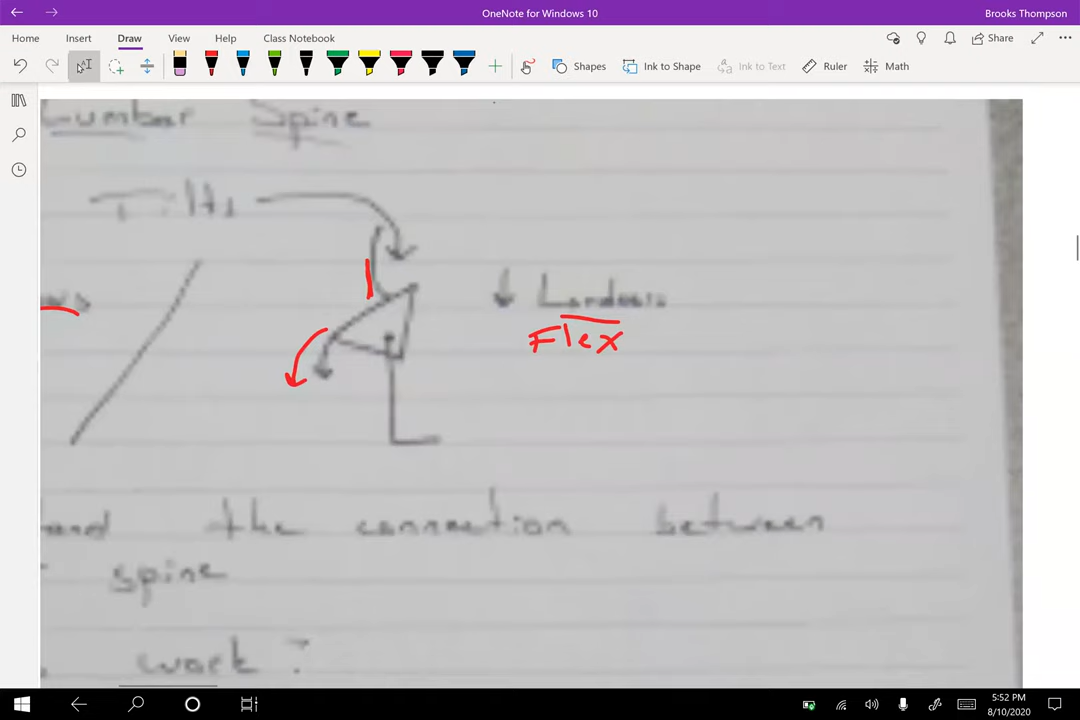 OneNote for Windows 10
Brooks Thompson
Home Insert Draw View Help Class Notebook
Share
Shapes Ink to Shape Ink to Text Ruler Math
Lumbar Spine
Tilts
↓ Lordosis
Flex
the connection between
spine
work :
5:52 PM
8/10/2020